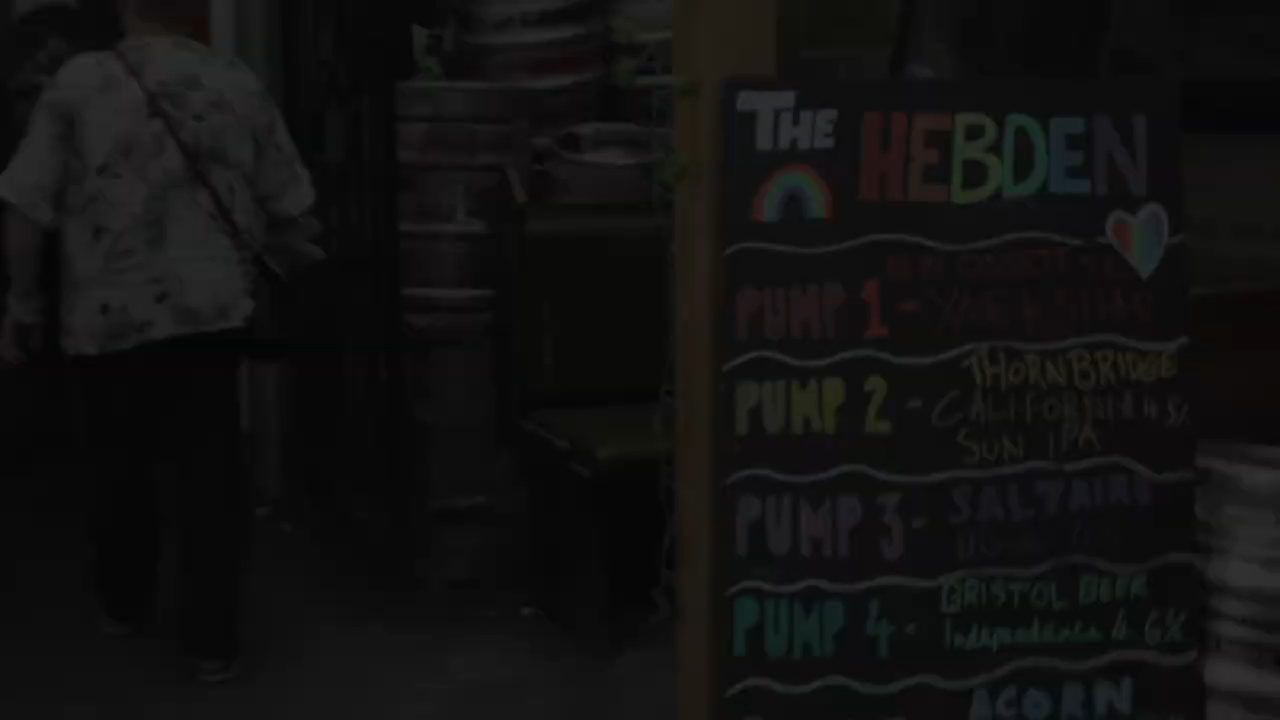 THE HEBDEN
PUMP 1 -
PUMP 2 - THORNBRIDGE
CALIFORNIA
SUN IPA
PUMP 3 - SALTAIRE
PUMP 4 - BRISTOL BEER
Independence 4.6%
ACORN